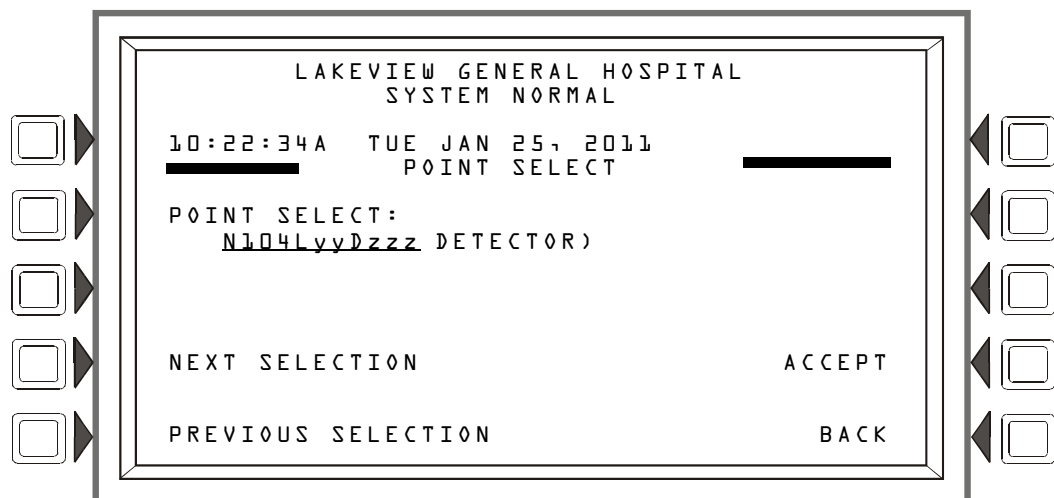 LAKEVIEW GENERAL HOSPITAL
SYSTEM NORMAL
10:22:34A TUE JAN 25, 2011
POINT SELECT
POINT SELECT:
N104LyyDzzz DETECTOR)
NEXT SELECTION ACCEPT
PREVIOUS SELECTION BACK